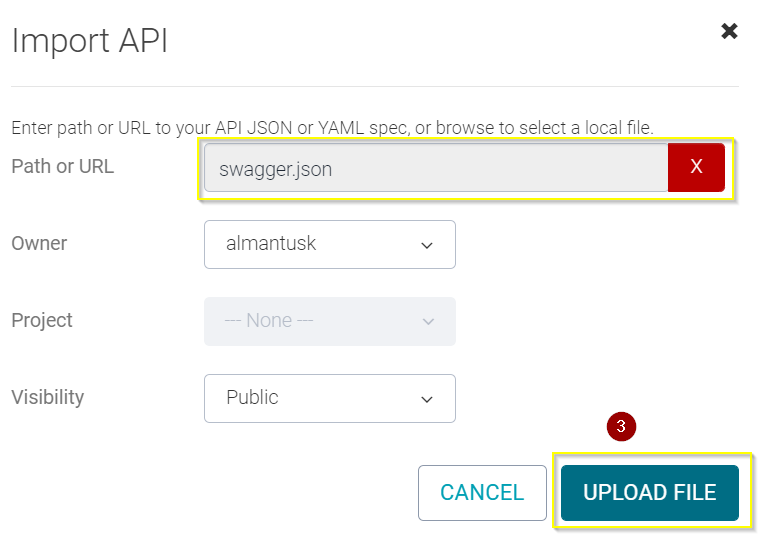 Import API
Enter path or URL to your API JSON or YAML spec, or browse to select a local file.
Path or URL
swagger.json
X
Owner
almantusk
Project
--- None ---
Visibility
Public
3
CANCEL
UPLOAD FILE